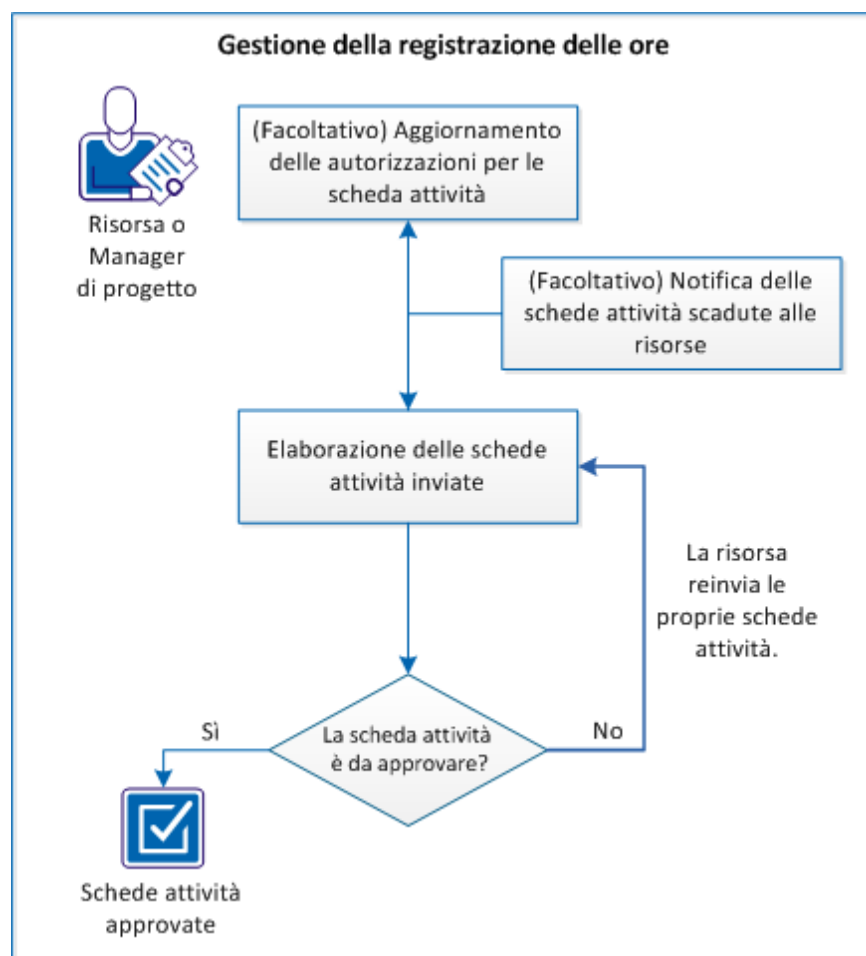 Gestione della registrazione delle ore
(Facoltativo) Aggiornamento
delle autorizzazioni per le
scheda attività
Risorsa o
Manager
di progetto
(Facoltativo) Notifica delle
schede attività scadute alle
risorse
Elaborazione delle schede
attività inviate
La risorsa
reinvia le
proprie schede
attività.
Sì
La scheda attività
è da approvare?
No
Schede attività
approvate